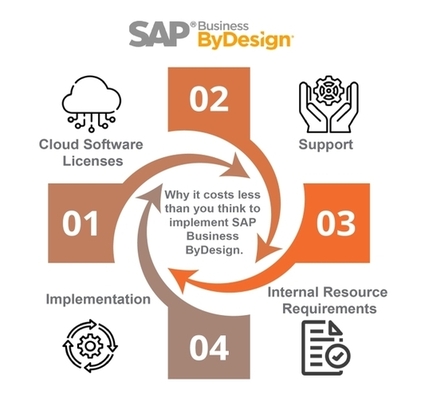 SAP® Business
ByDesign
02
Cloud Software
Licenses
Support
01
Why it costs less
than you think to
implement SAP
Business
ByDesign.
03
Implementation
Internal Resource
Requirements
04